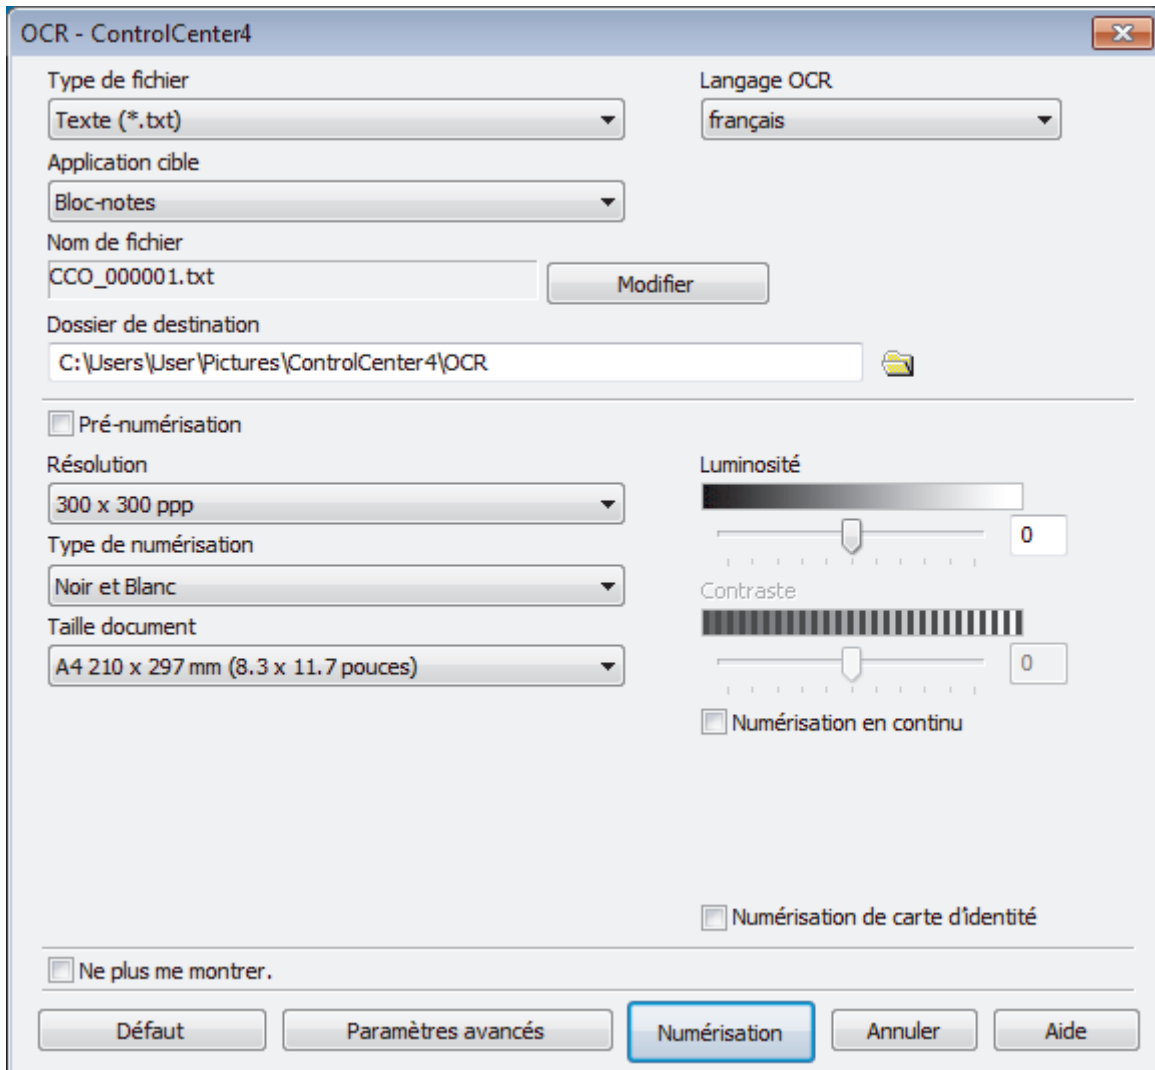 OCR - ControlCenter4
Type de fichier
Langage OCR
Texte (*.txt)
français
Application cible
Bloc-notes
Nom de fichier
CCO_000001.txt
Modifier
Dossier de destination
C:\Users\User\Pictures\ControlCenter4\OCR
Pré-numérisation
Résolution
Luminosité
300 x 300 ppp
0
Type de numérisation
Noir et Blanc
Contraste
Taille document
A4 210 x 297 mm (8.3 x 11.7 pouces)
0
Numérisation en continu
Numérisation de carte d'identité
Ne plus me montrer.
Défaut
Paramètres avancés
Numérisation
Annuler
Aide